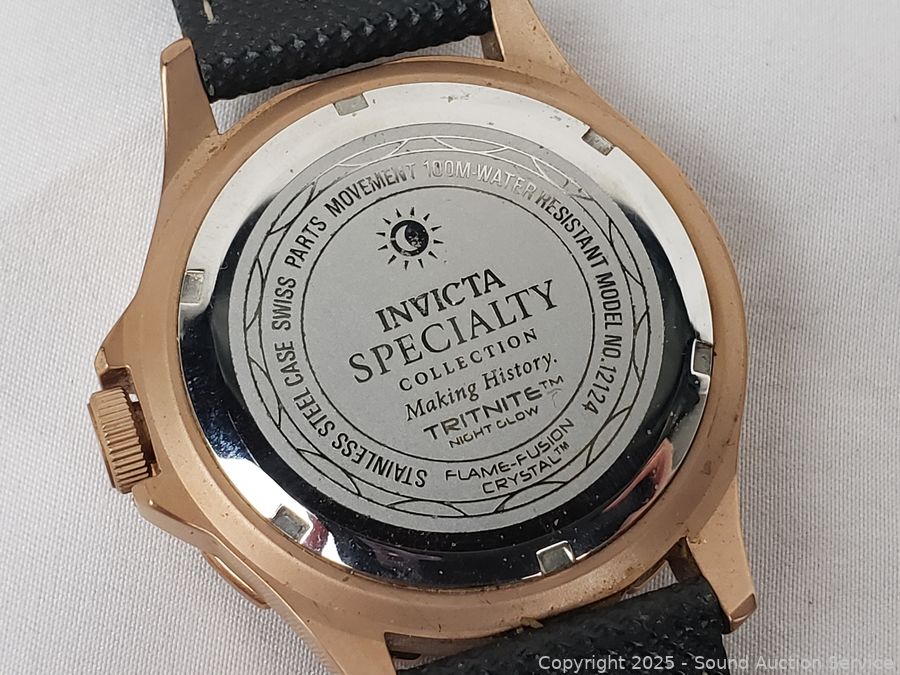 STAINLESS STEEL CASE SWISS PARTS MOVEMENT 100M-WATER RESISTANT MODEL NO.12124
INVICTA
SPECIALTY
COLLECTION
Making History.
TRITNITE™
NIGHT GLOW
FLAME-FUSION
CRYSTAL™
Copyright 2025 - Sound Auction Service